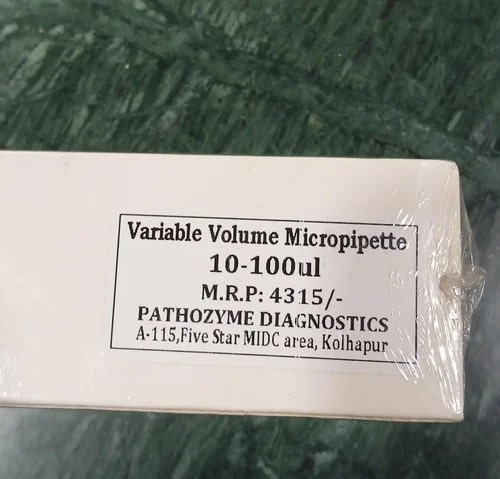 Variable Volume Micropipette
10-100ul
M.R.P: 4315/-
PATHOZYME DIAGNOSTICS
A-115,Five Star MIDC area, Kolhapur